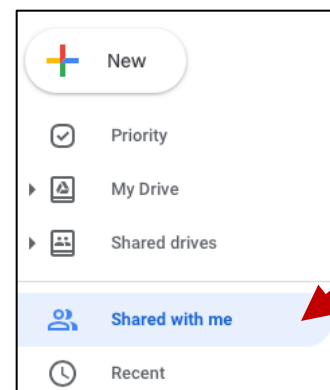 New
Priority
My Drive
Shared drives
Shared with me
Recent